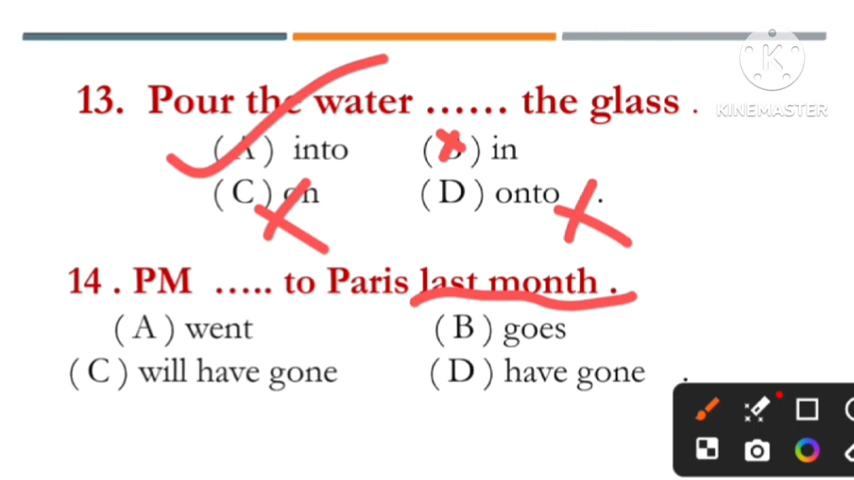 KINEMASTER
13. Pour the water ...... the glass .
(A) into (B) in
(C) on (D) onto .
14 . PM ..... to Paris last month .
(A) went (B) goes
(C) will have gone (D) have gone .